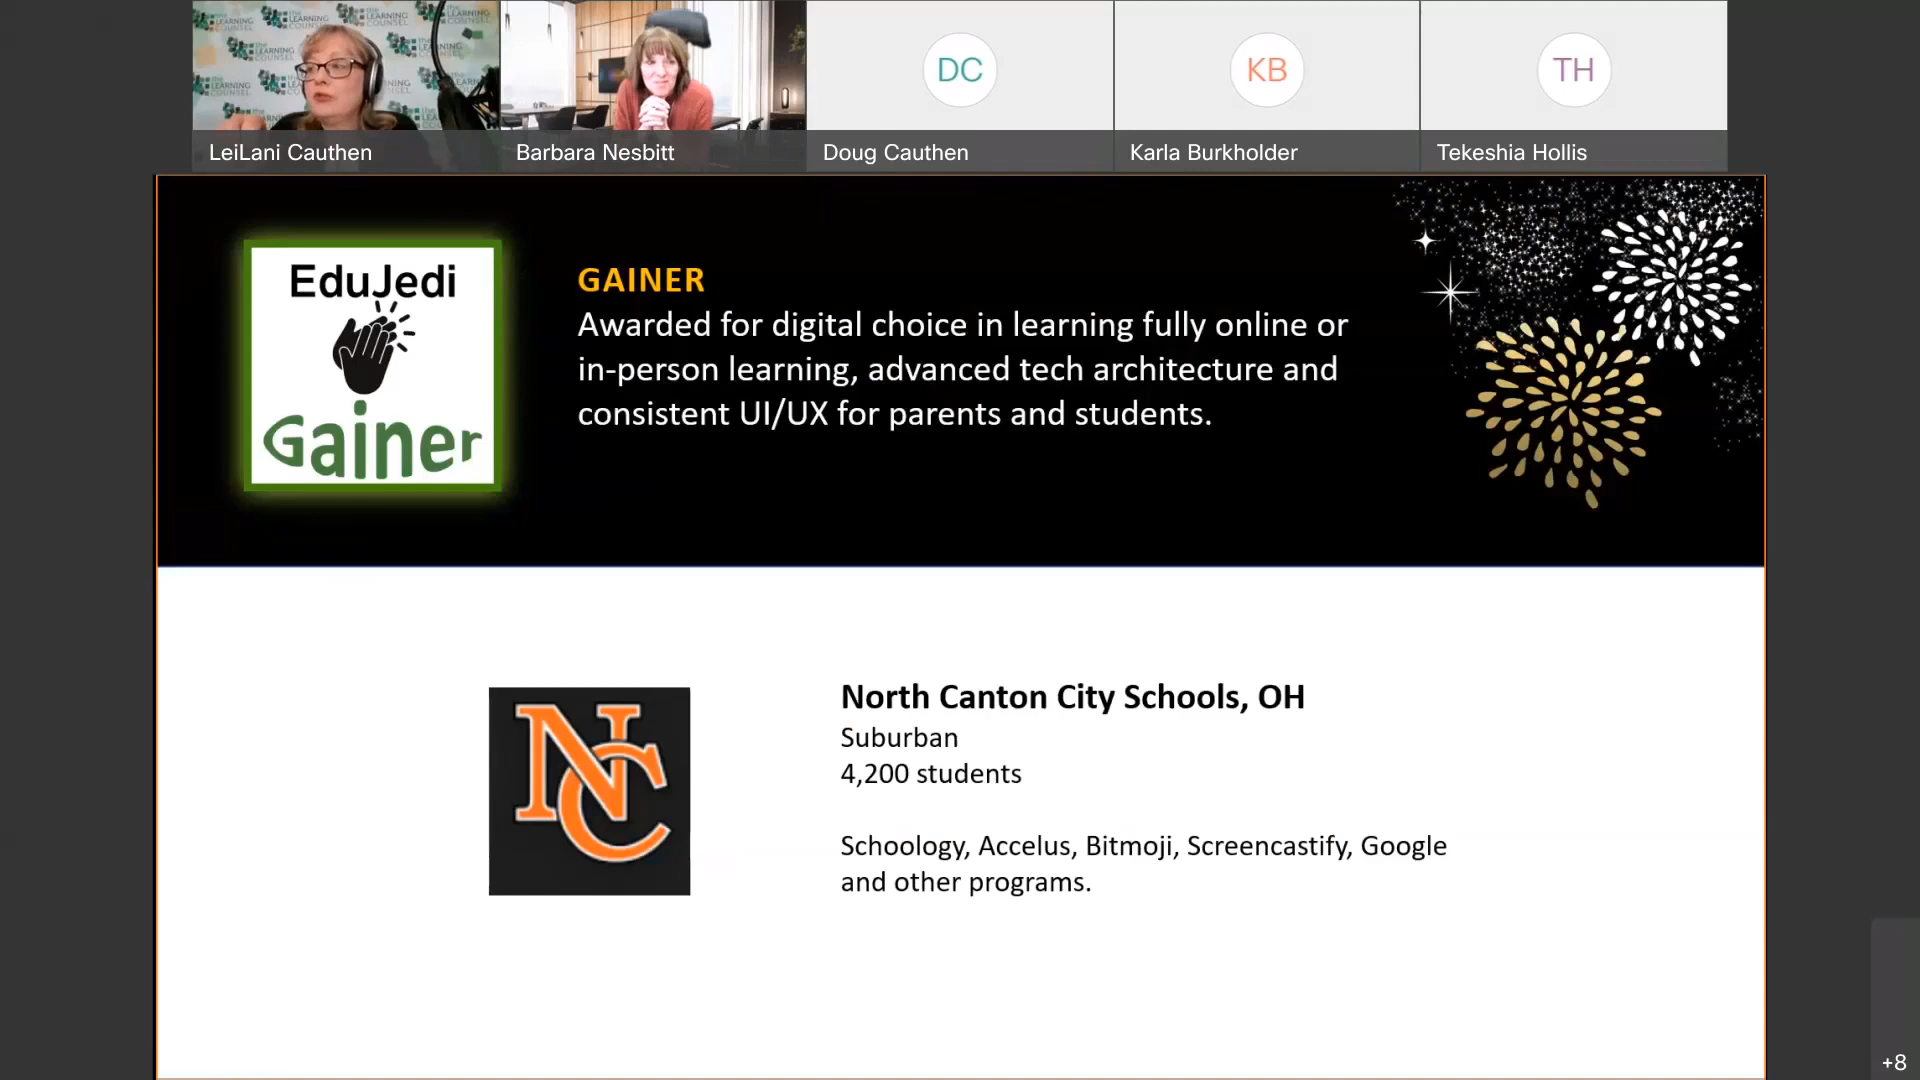 the LEARNING COUNSEL
LeiLani Cauthen
Barbara Nesbitt
DC
Doug Cauthen
KB
Karla Burkholder
TH
Tekeshia Hollis
EduJedi
Gainer
GAINER
Awarded for digital choice in learning fully online or
in-person learning, advanced tech architecture and
consistent UI/UX for parents and students.
NC
North Canton City Schools, OH
Suburban
4,200 students
Schoology, Accelus, Bitmoji, Screencastify, Google
and other programs.
+8